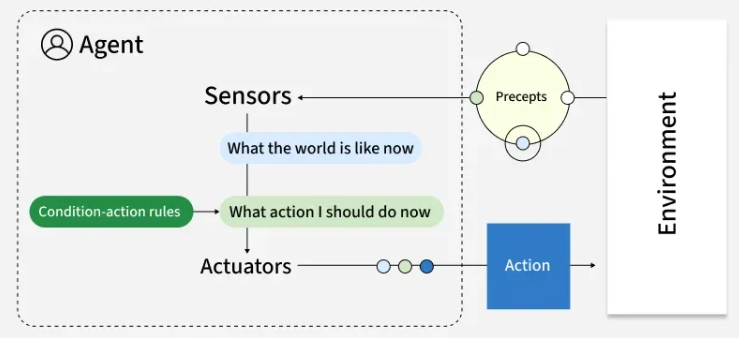 Agent
Sensors
Precepts
What the world is like now
Condition-action rules
What action I should do now
Actuators
Action
Environment